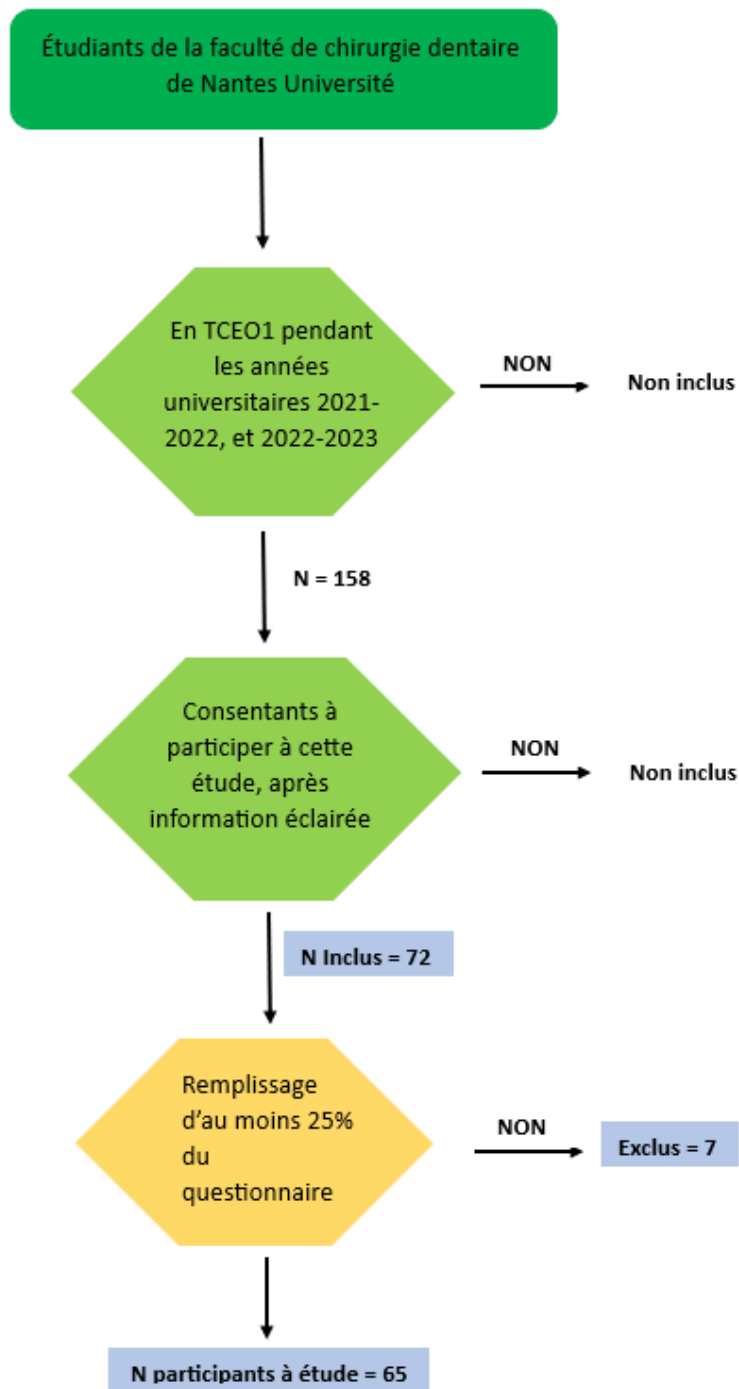 Étudiants de la faculté de chirurgie dentaire
de Nantes Université
En TCEO1 pendant
les années
universitaires 2021-
2022, et 2022-2023
NON
Non inclus
N = 158
Consentants à
participer à cette
étude, après
information éclairée
NON
Non inclus
N Inclus = 72
Remplissage
d'au moins 25%
du
questionnaire
NON
Exclus = 7
N participants à étude = 65